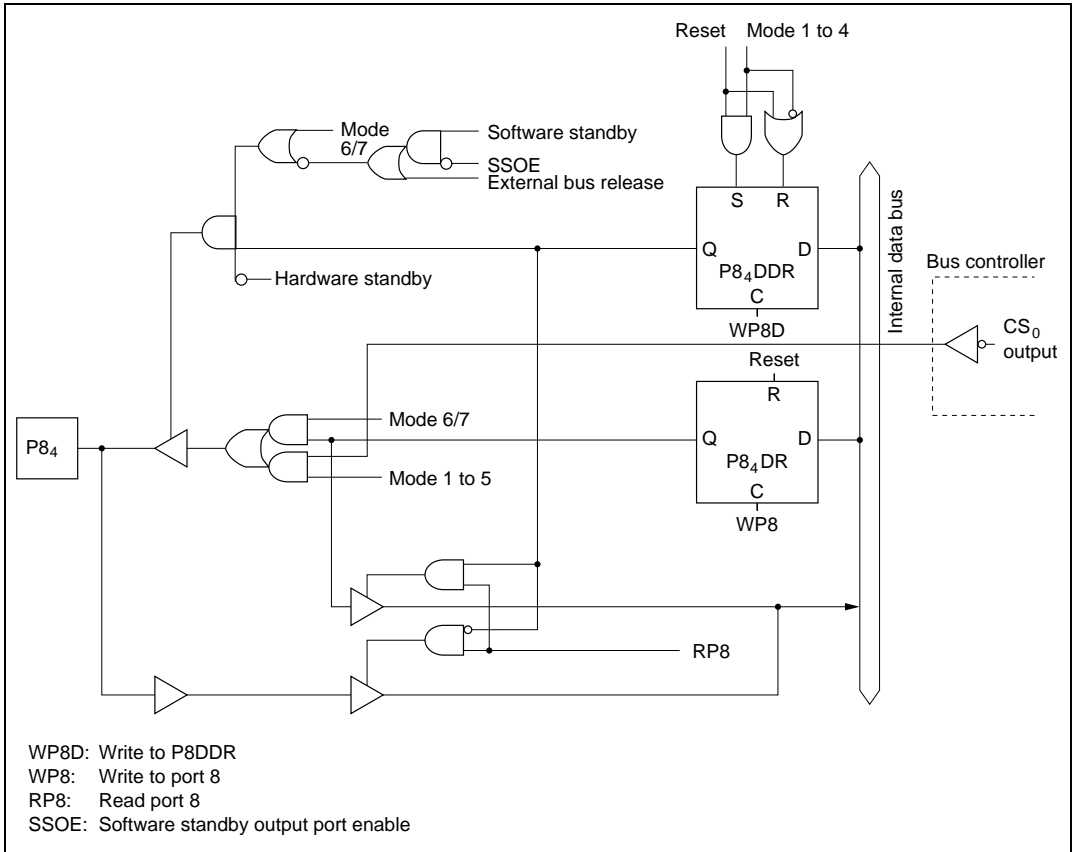 Reset Mode 1 to 4
Mode
6/7
Software standby
SSOE
External bus release
S R
Q D
P8₄DDR
C
WP8D
Hardware standby
Internal data bus
Bus controller
CS₀
output
Reset
R
Mode 6/7
Q D
P8₄DR
C
WP8
P8₄
Mode 1 to 5
RP8
WP8D: Write to P8DDR
WP8: Write to port 8
RP8: Read port 8
SSOE: Software standby output port enable